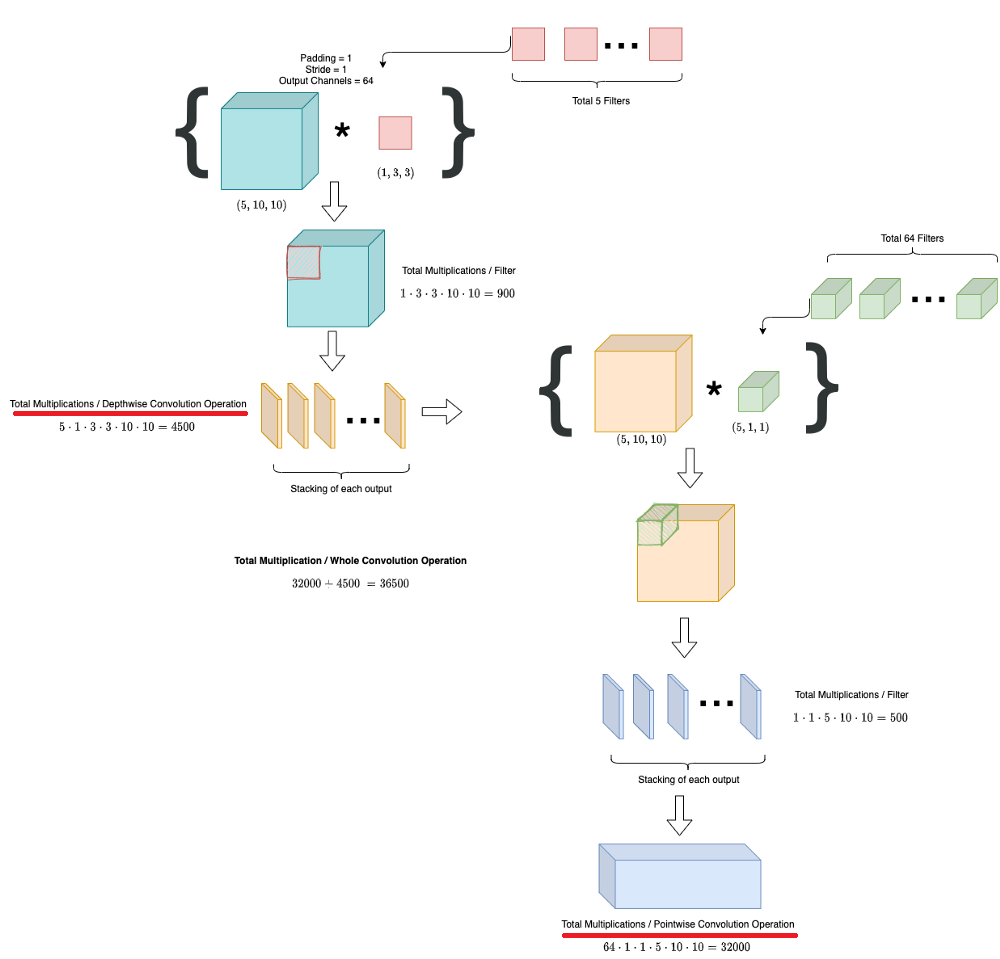 Padding = 1
Stride = 1
Output Channels = 64
Total 5 Filters
*
(1, 3, 3)
(5, 10, 10)
Total Multiplications / Filter
1 · 3 · 3 · 10 · 10 = 900
Total Multiplications / Depthwise Convolution Operation
5 · 1 · 3 · 3 · 10 · 10 = 4500
Stacking of each output
Total 64 Filters
*
(5, 1, 1)
(5, 10, 10)
Total Multiplication / Whole Convolution Operation
32000 + 4500 = 36500
Total Multiplications / Filter
1 · 1 · 5 · 10 · 10 = 500
Stacking of each output
Total Multiplications / Pointwise Convolution Operation
64 · 1 · 1 · 5 · 10 · 10 = 32000